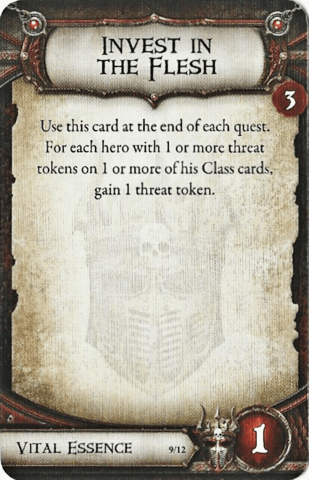 INVEST IN
THE FLESH
3
Use this card at the end of each quest.
For each hero with 1 or more threat
tokens on 1 or more of his Class cards,
gain 1 threat token.
VITAL ESSENCE 9/12 1